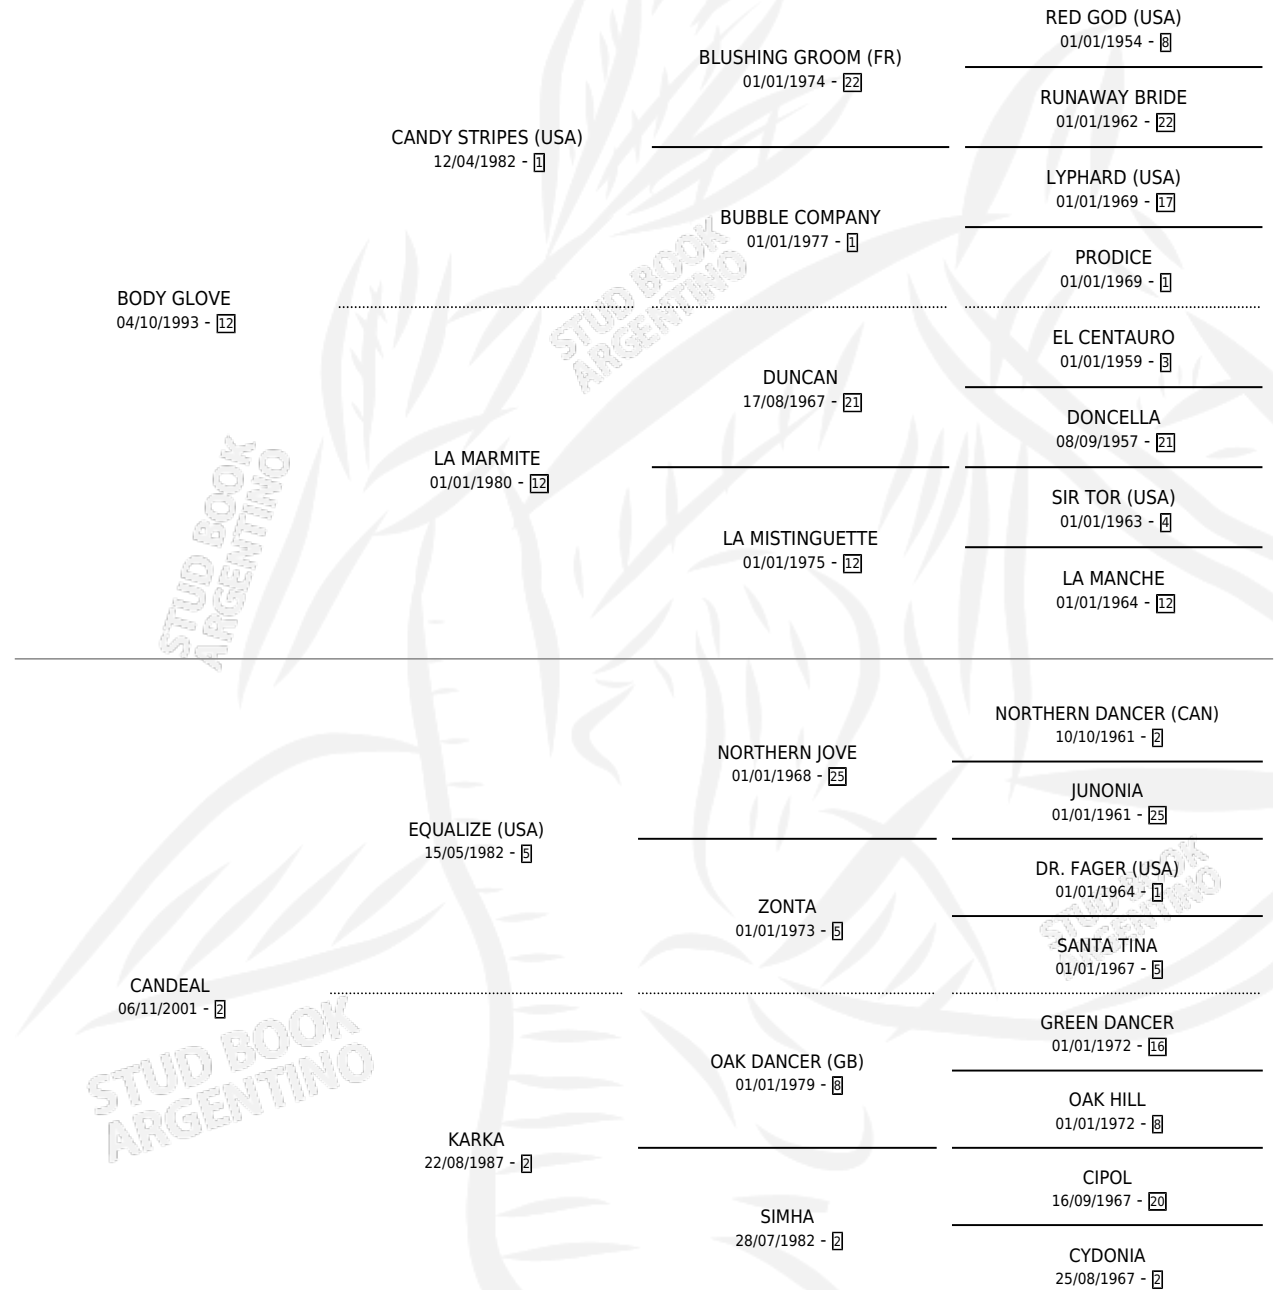 RED GOD (USA)
01/01/1954 - 8
BLUSHING GROOM (FR)
01/01/1974 - 22
RUNAWAY BRIDE
01/01/1962 - 22
CANDY STRIPES (USA)
12/04/1982 - 1
LYPHARD (USA)
01/01/1969 - 17
BUBBLE COMPANY
01/01/1977 - 1
PRODICE
01/01/1969 - 1
BODY GLOVE
04/10/1993 - 12
STUD BOOK
ARGENTINO
EL CENTAURO
01/01/1959 - 3
DUNCAN
17/08/1967 - 21
DONCELLA
08/09/1957 - 21
LA MARMITE
01/01/1980 - 12
SIR TOR (USA)
01/01/1963 - 4
LA MISTINGUETTE
01/01/1975 - 12
LA MANCHE
01/01/1964 - 12
STUD BOOK
ARGENTINO
NORTHERN DANCER (CAN)
10/10/1961 - 2
NORTHERN JOVE
01/01/1968 - 25
JUNONIA
01/01/1961 - 25
EQUALIZE (USA)
15/05/1982 - 5
DR. FAGER (USA)
01/01/1964 - 1
ZONTA
01/01/1973 - 5
SANTA TINA
01/01/1967 - 5
STUD BOOK
ARGENTINO
CANDEAL
06/11/2001 - 2
GREEN DANCER
01/01/1972 - 16
OAK DANCER (GB)
01/01/1979 - 8
OAK HILL
01/01/1972 - 8
STUD BOOK
ARGENTINO
KARKA
22/08/1987 - 2
CIPOL
16/09/1967 - 20
SIMHA
28/07/1982 - 2
CYDONIA
25/08/1967 - 2